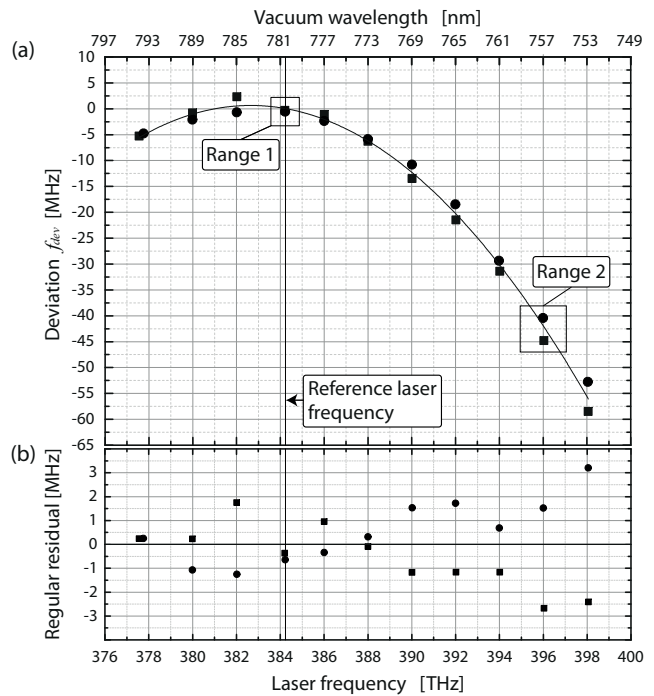 Vacuum wavelength [nm]
797 793 789 785 781 777 773 769 765 761 757 753 749
(a)
10
5
0
-5
-10
-15
-20
-25
-30
-35
-40
-45
-50
-55
-60
-65
Deviation fdev [MHz]
Range 1
Range 2
Reference laser
frequency
(b)
3
2
1
0
-1
-2
-3
Regular residual [MHz]
376 378 380 382 384 386 388 390 392 394 396 398 400
Laser frequency [THz]